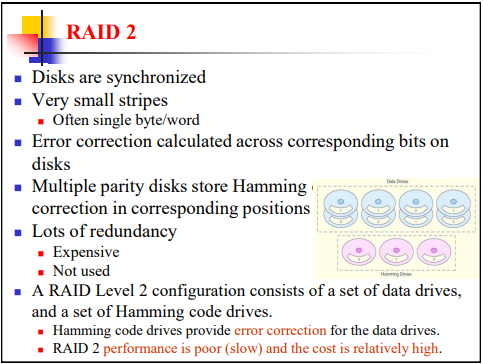 RAID 2
Disks are synchronized
Very small stripes
Often single byte/word
Error correction calculated across corresponding bits on
disks
Multiple parity disks store Hamming
correction in corresponding positions
Data Drives
Lots of redundancy
Expensive
Not used
Hamming Drives
A RAID Level 2 configuration consists of a set of data drives,
and a set of Hamming code drives.
Hamming code drives provide error correction for the data drives.
RAID 2 performance is poor (slow) and the cost is relatively high.